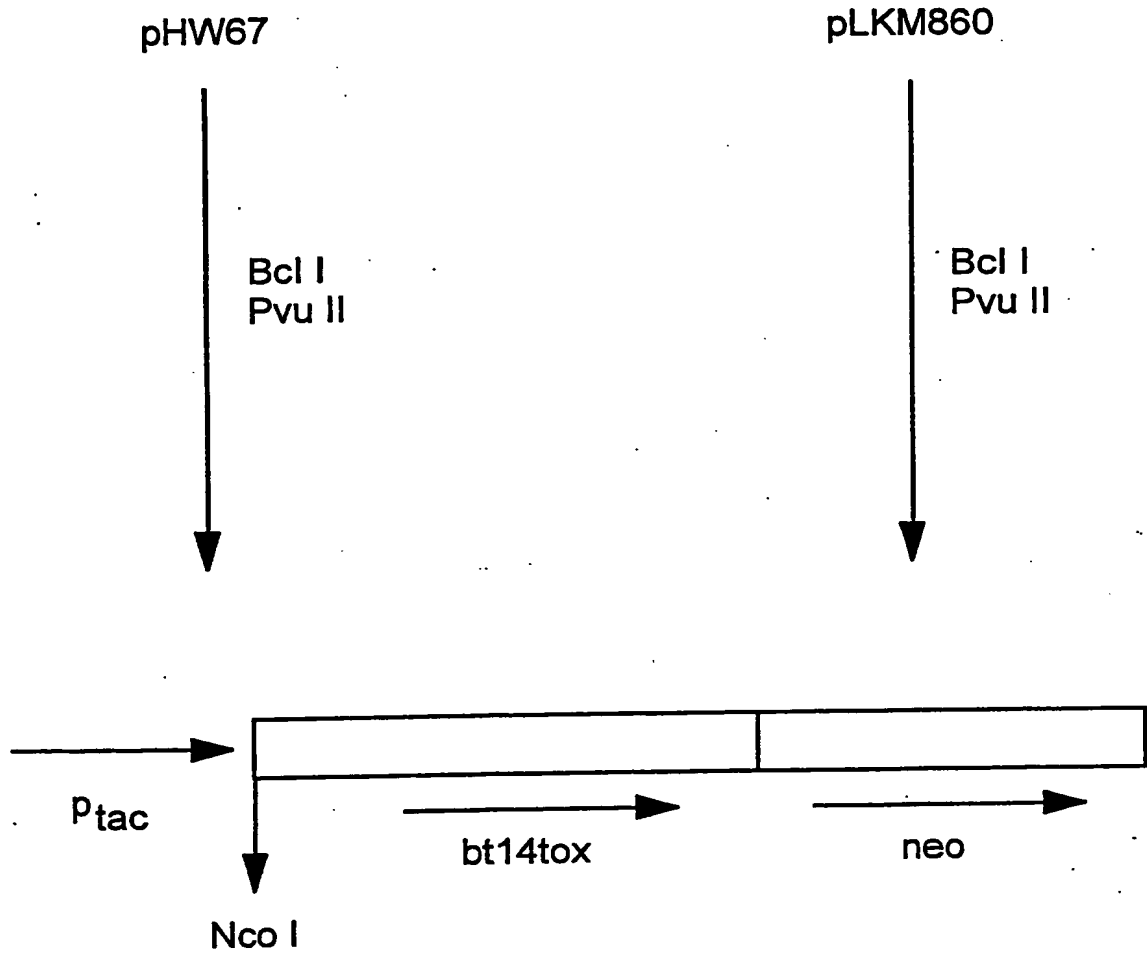 pHW67
pLKM860
Bcl I
Pvu II
Bcl I
Pvu II
Ptac
bt14tox
neo
Nco I